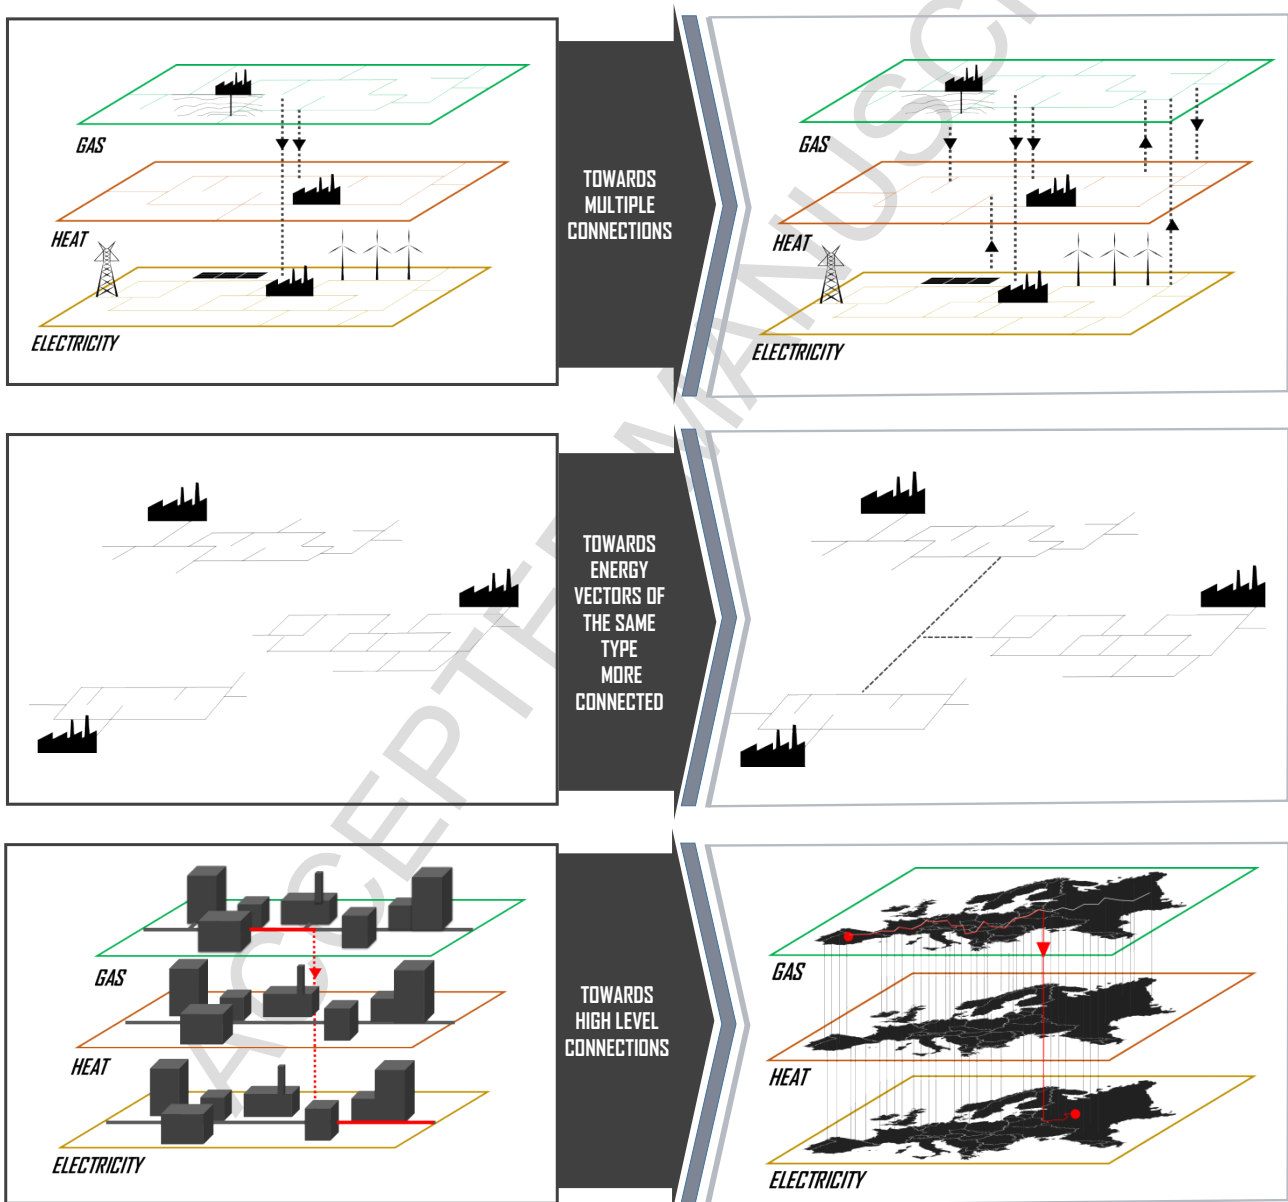 GAS
HEAT
ELECTRICITY
TOWARDS
MULTIPLE
CONNECTIONS
GAS
HEAT
ELECTRICITY
TOWARDS
ENERGY
VECTORS OF
THE SAME
TYPE
MORE
CONNECTED
GAS
HEAT
ELECTRICITY
TOWARDS
HIGH LEVEL
CONNECTIONS
GAS
HEAT
ELECTRICITY
ACCEPTED MANUSCRIPT